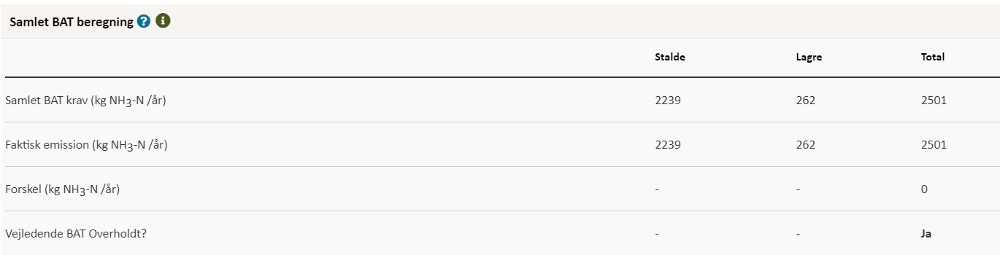 Samlet BAT beregning
Stalde Lagre Total
Samlet BAT krav (kg NH3-N /år) 2239 262 2501
Faktisk emission (kg NH3-N /år) 2239 262 2501
Forskel (kg NH3-N /år) - - 0
Vejledende BAT Overholdt? - - Ja